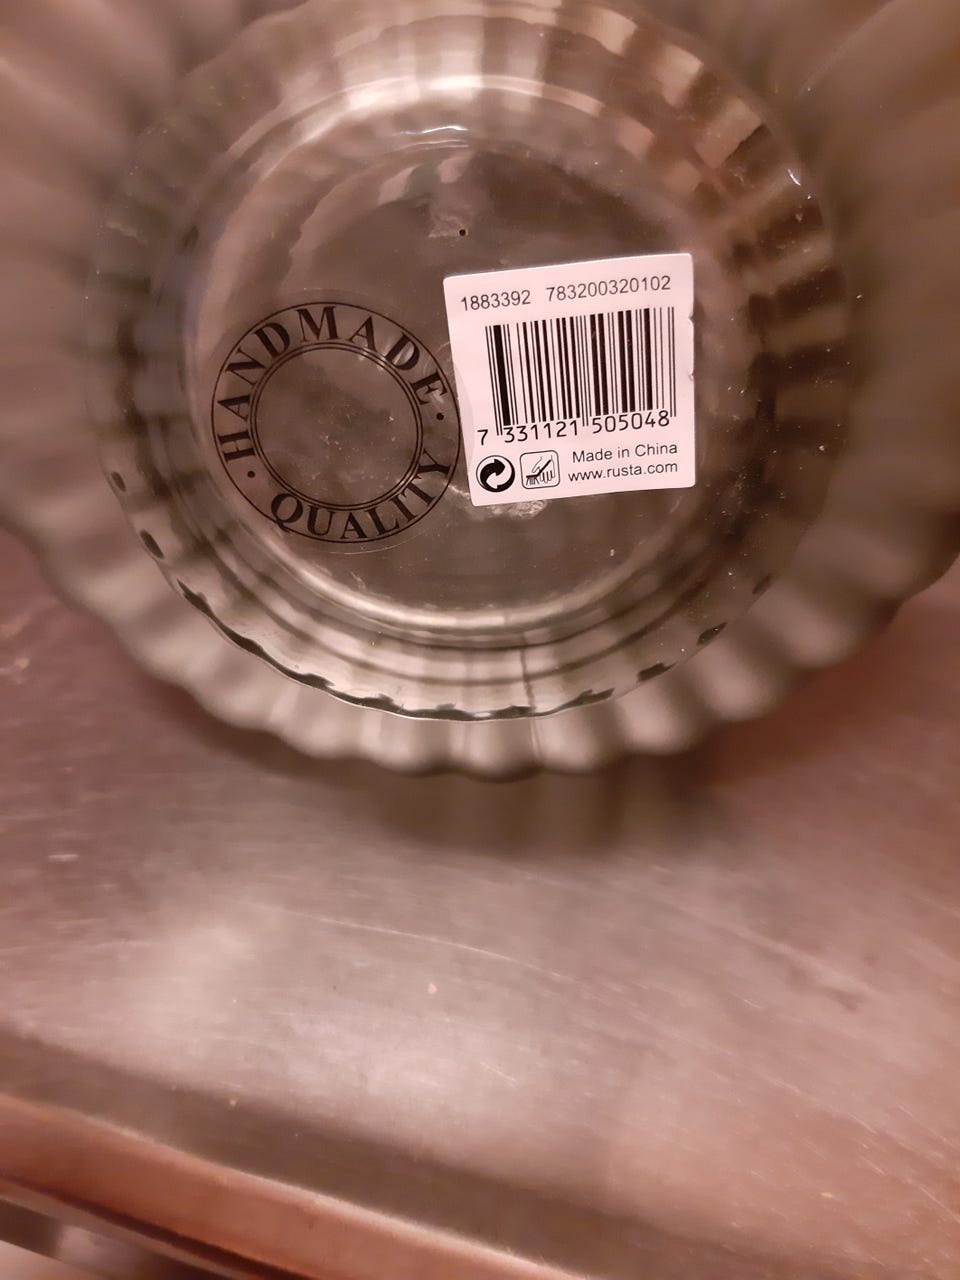 HANDMADE
QUALITY
1883392 783200320102
7 331121 505048
Made in China
www.rusta.com